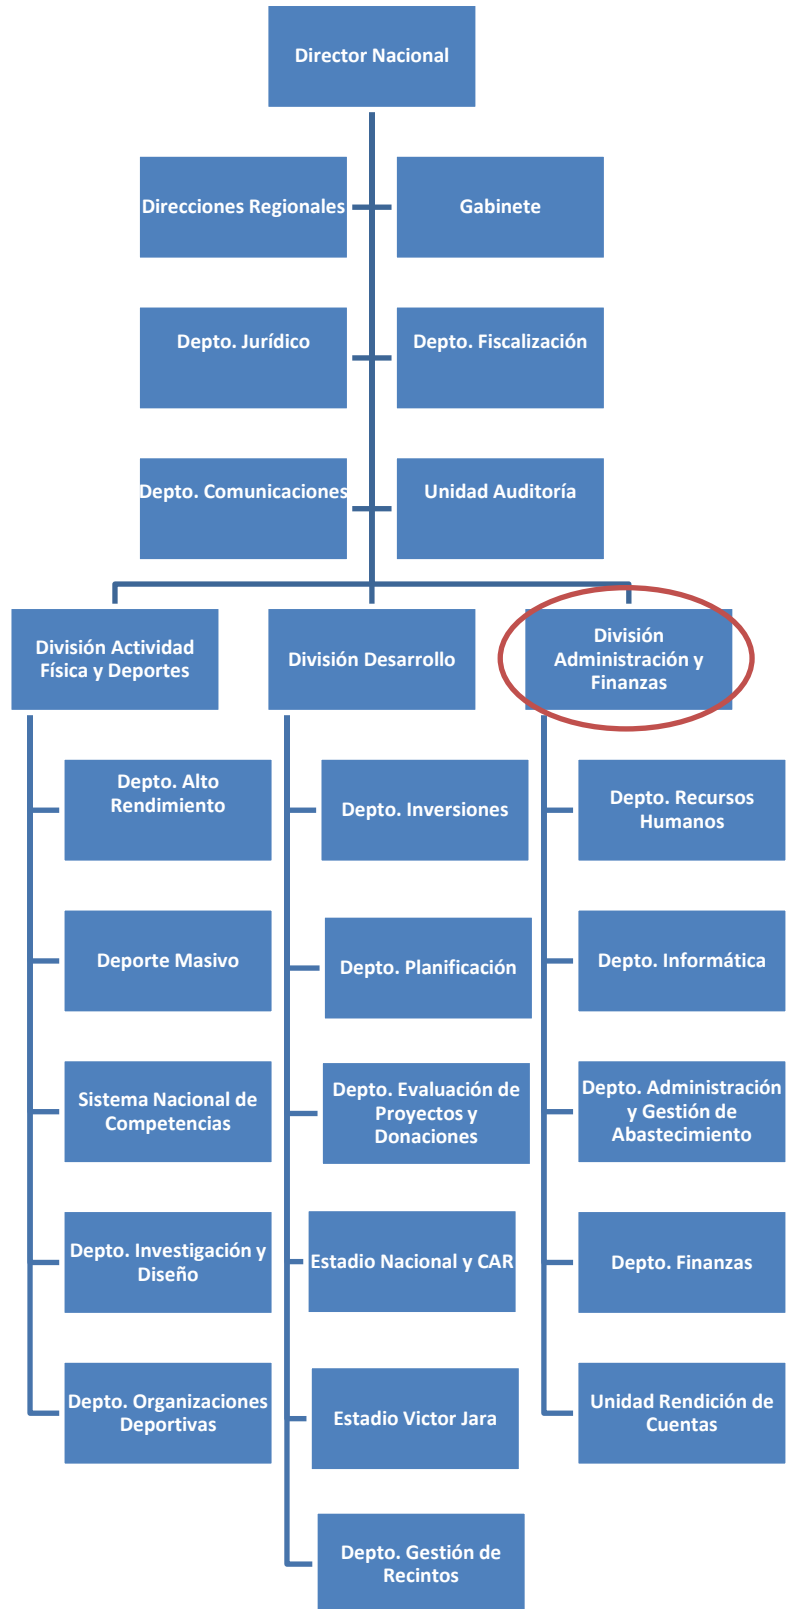 Director Nacional
Direcciones Regionales
Gabinete
Depto. Jurídico
Depto. Fiscalización
Depto. Comunicaciones
Unidad Auditoría
División Actividad
Física y Deportes
División Desarrollo
División
Administración y
Finanzas
Depto. Alto
Rendimiento
Deporte Masivo
Sistema Nacional de
Competencias
Depto. Investigación y
Diseño
Depto. Organizaciones
Deportivas
Depto. Inversiones
Depto. Planificación
Depto. Evaluación de
Proyectos y
Donaciones
Estadio Nacional y CAR
Estadio Victor Jara
Depto. Gestión de
Recintos
Depto. Recursos
Humanos
Depto. Informática
Depto. Administración
y Gestión de
Abastecimiento
Depto. Finanzas
Unidad Rendición de
Cuentas